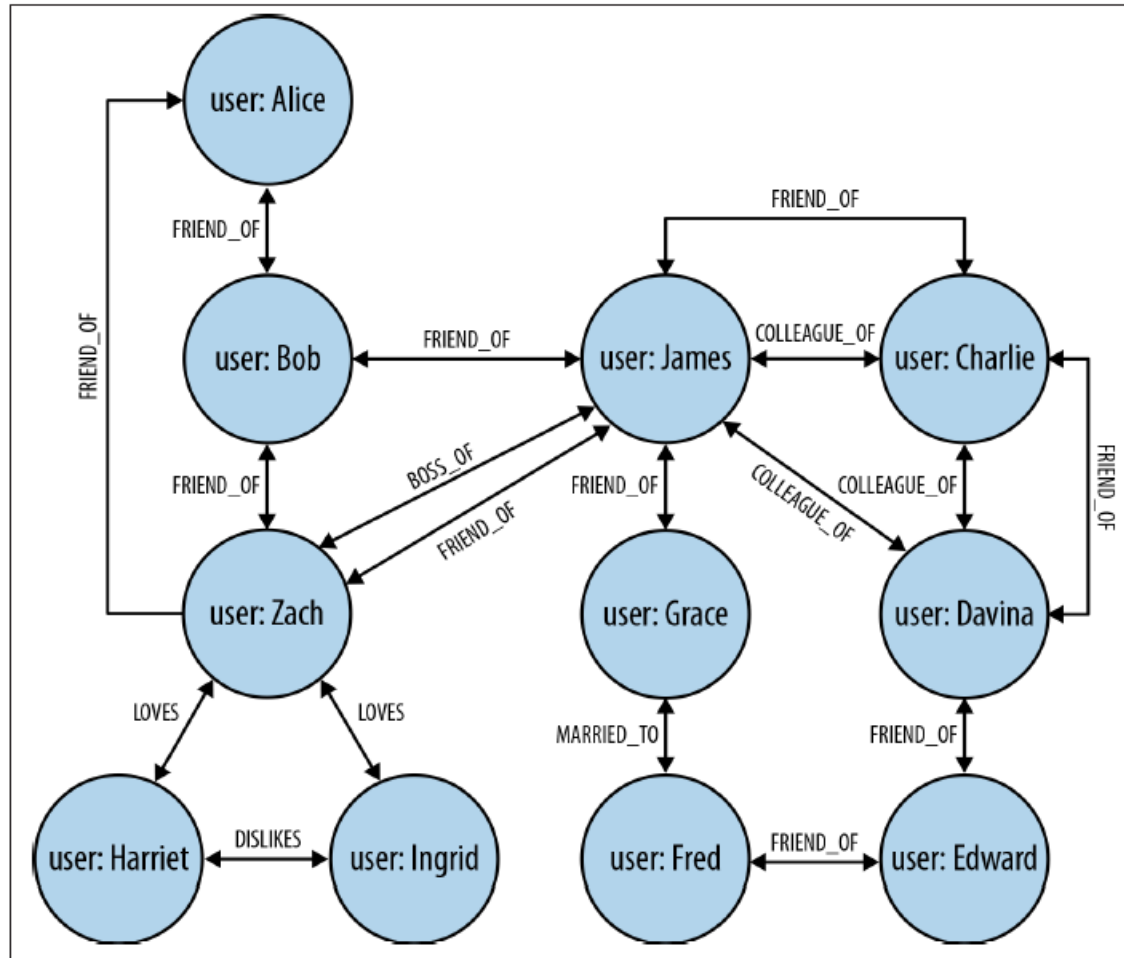 user: Alice
FRIEND_OF
FRIEND_OF
FRIEND_OF
user: Bob
FRIEND_OF
user: James
COLLEAGUE_OF
user: Charlie
FRIEND_OF
BOSS_OF
FRIEND_OF
FRIEND_OF
COLLEAGUE_OF
COLLEAGUE_OF
FRIEND_OF
user: Zach
user: Grace
user: Davina
LOVES
LOVES
MARRIED_TO
FRIEND_OF
user: Harriet
DISLIKES
user: Ingrid
user: Fred
FRIEND_OF
user: Edward